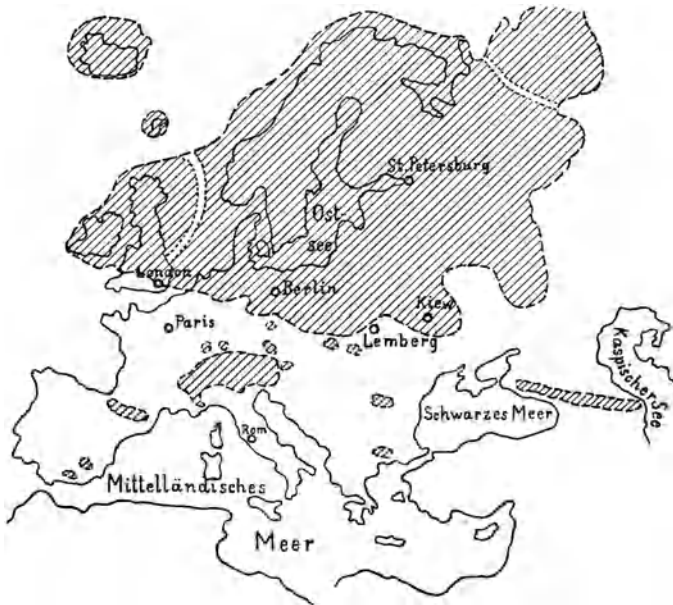 St. Petersburg
Ost-
see
London
Berlin
Kiew
Paris
Lemberg
Kaspischer See
Schwarzes Meer
Rom
Mittelländisches
Meer